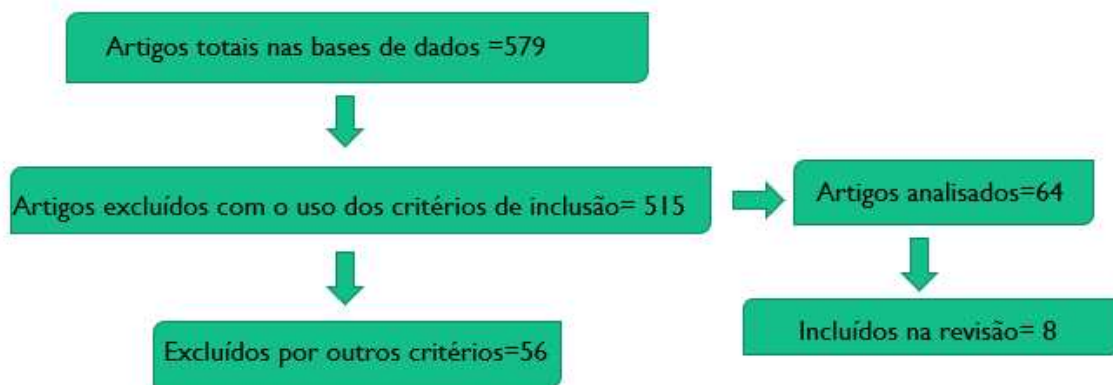 Artigos totais nas bases de dados =579
Artigos excluídos com o uso dos critérios de inclusão= 515
Artigos analisados=64
Excluídos por outros critérios=56
Incluídos na revisão= 8